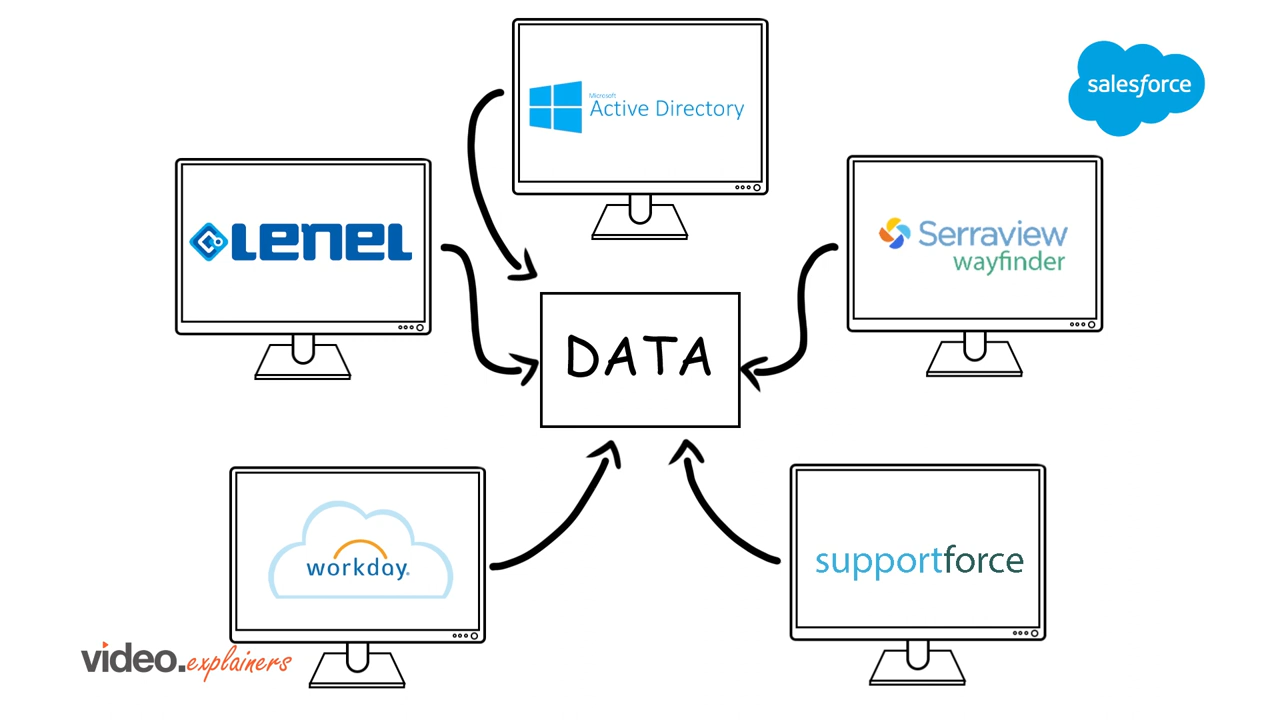 Microsoft
Active Directory
salesforce
LENEL
Serraview
wayfinder
DATA
workday.
supportforce
video.explainers